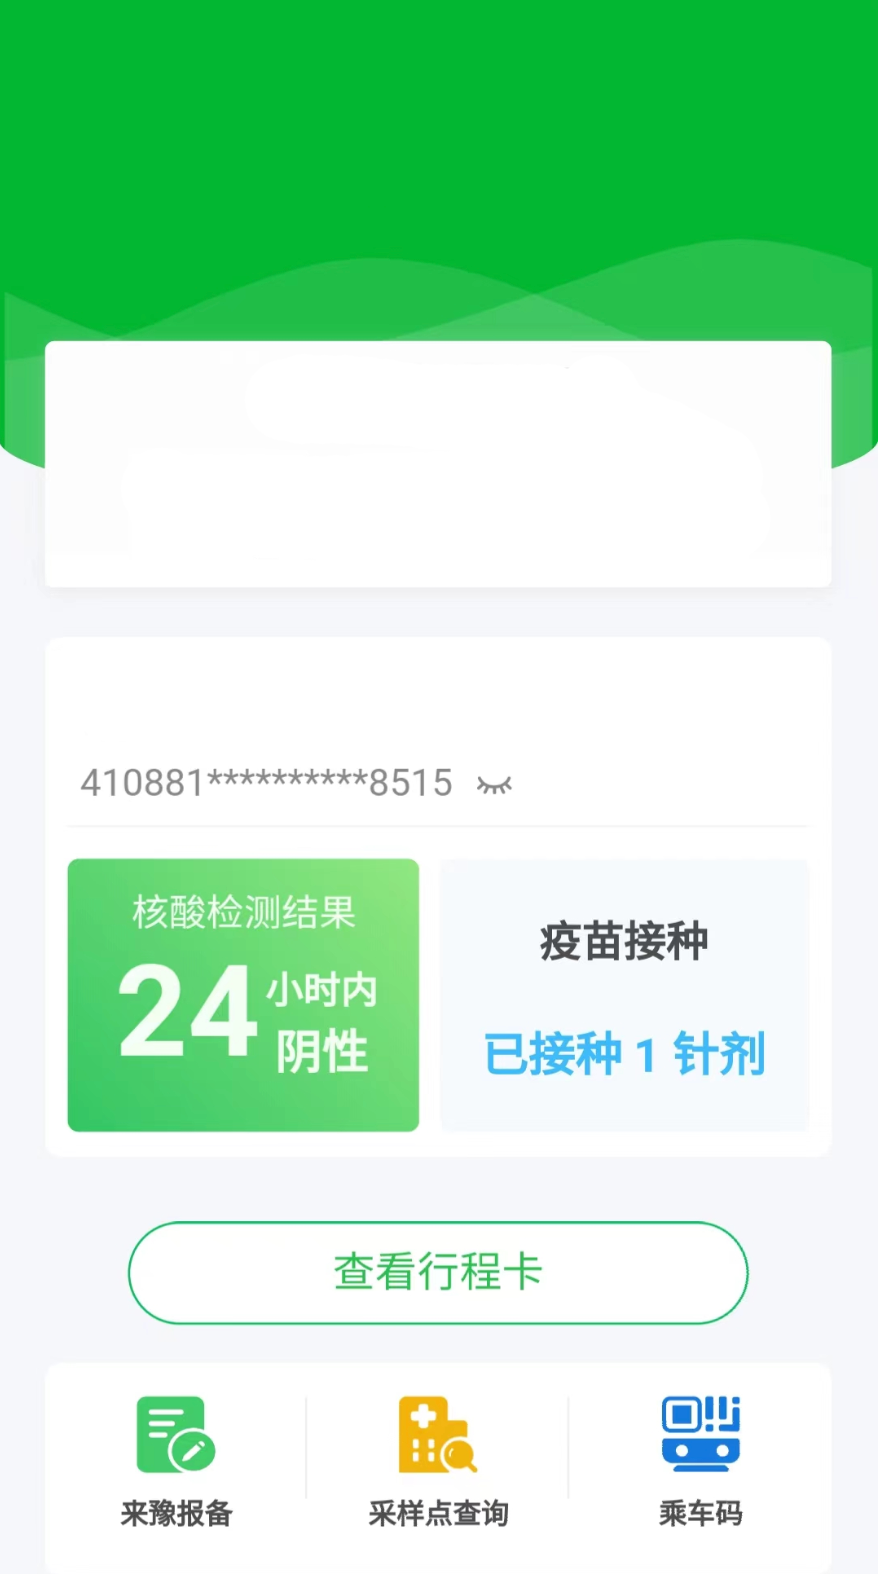 410881**********8515
核酸检测结果
24 小时内
阴性
疫苗接种
已接种 1 针剂
查看行程卡
来豫报备
采样点查询
乘车码